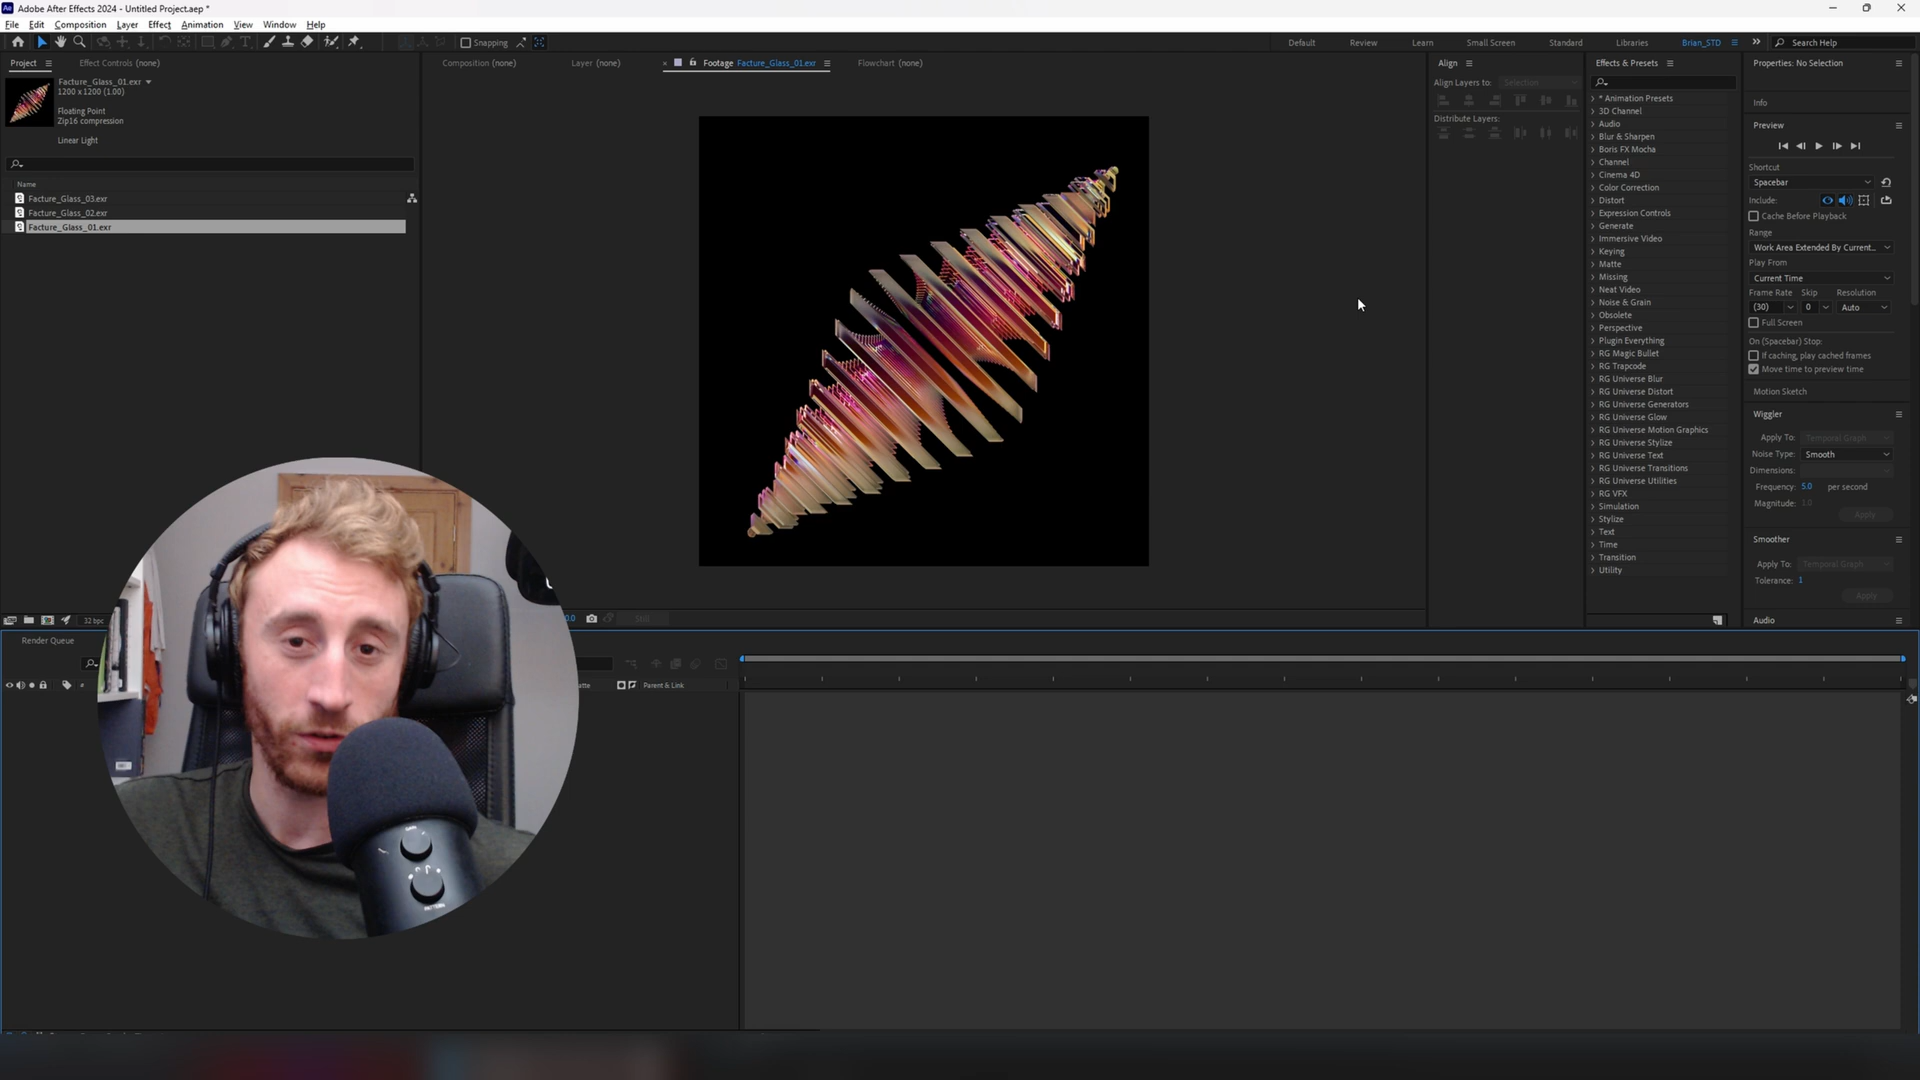 Adobe After Effects 2024 - Untitled Project.aep *
File Edit Composition Layer Effect Animation View Window Help
Snapping
Default Review Learn Small Screen Standard Libraries Brian_STD Search Help
Project
Effect Controls (none)
Facture_Glass_01.exr
1200 x 1200 (1.00)
Floating Point
Zip16 compression
Linear Light
Name
Facture_Glass_03.exr
Facture_Glass_02.exr
Facture_Glass_01.exr
32 bpc
Composition (none)
Layer (none)
Footage Facture_Glass_01.exr
Flowchart (none)
Still
Align
Align Layers to: Selection
Distribute Layers:
Effects & Presets
* Animation Presets
3D Channel
Audio
Blur & Sharpen
Boris FX Mocha
Channel
Cinema 4D
Color Correction
Distort
Expression Controls
Generate
Immersive Video
Keying
Matte
Missing
Neat Video
Noise & Grain
Obsolete
Perspective
Plugin Everything
RG Magic Bullet
RG Trapcode
RG Universe Blur
RG Universe Distort
RG Universe Generators
RG Universe Glow
RG Universe Motion Graphics
RG Universe Stylize
RG Universe Text
RG Universe Transitions
RG Universe Utilities
RG VFX
Simulation
Stylize
Text
Time
Transition
Utility
Properties: No Selection
Info
Preview
Shortcut
Spacebar
Include:
Cache Before Playback
Range
Work Area Extended By Current...
Play From
Current Time
Frame Rate Skip Resolution
(30) 0 Auto
Full Screen
On (Spacebar) Stop:
If caching, play cached frames
Move time to preview time
Motion Sketch
Wiggler
Apply To: Temporal Graph
Noise Type: Smooth
Dimensions:
Frequency: 5.0 per second
Magnitude: 1.0
Apply
Smoother
Apply To: Temporal Graph
Tolerance: 1
Apply
Audio
Render Queue
Parent & Link
PATTERN